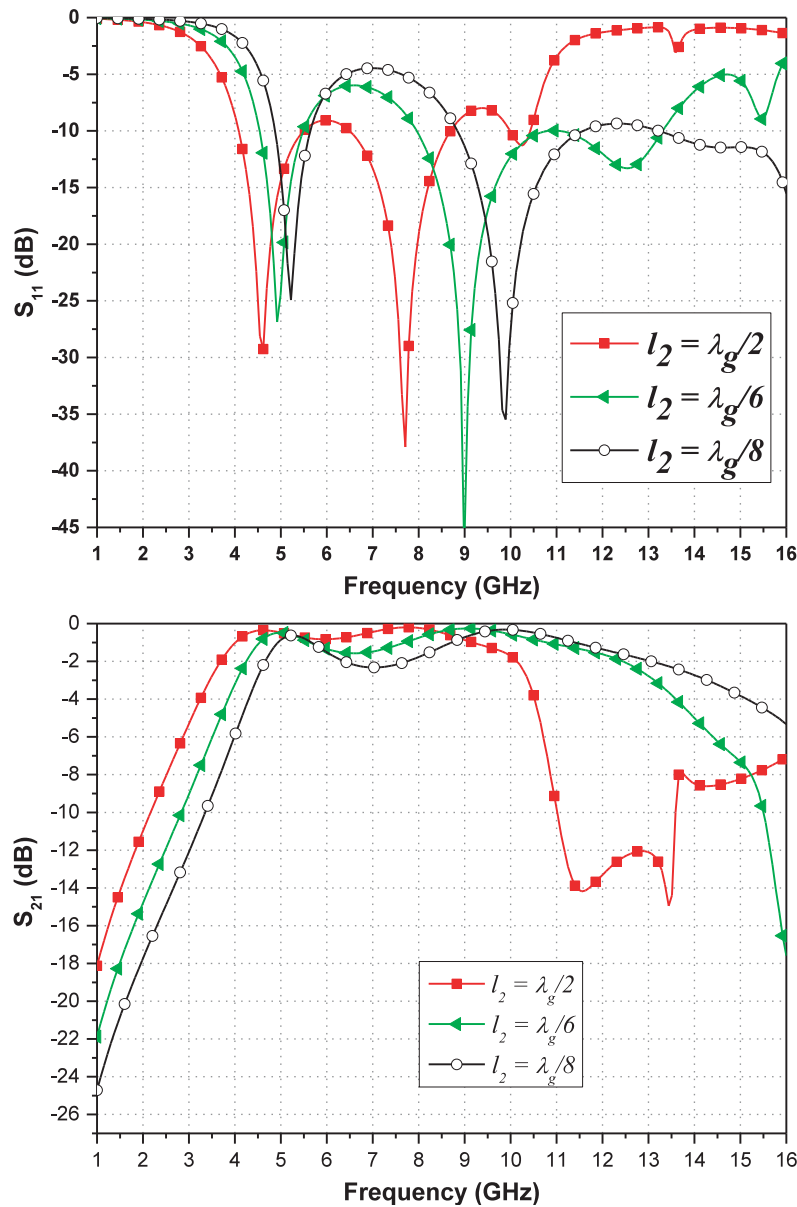 0
-5
-10
-15
-20
-25
-30
-35
-40
-45
S11 (dB)
l2 = λg/2
l2 = λg/6
l2 = λg/8
1 2 3 4 5 6 7 8 9 10 11 12 13 14 15 16
Frequency (GHz)
0
-2
-4
-6
-8
-10
-12
-14
-16
-18
-20
-22
-24
-26
S21 (dB)
l2 = λg/2
l2 = λg/6
l2 = λg/8
1 2 3 4 5 6 7 8 9 10 11 12 13 14 15 16
Frequency (GHz)